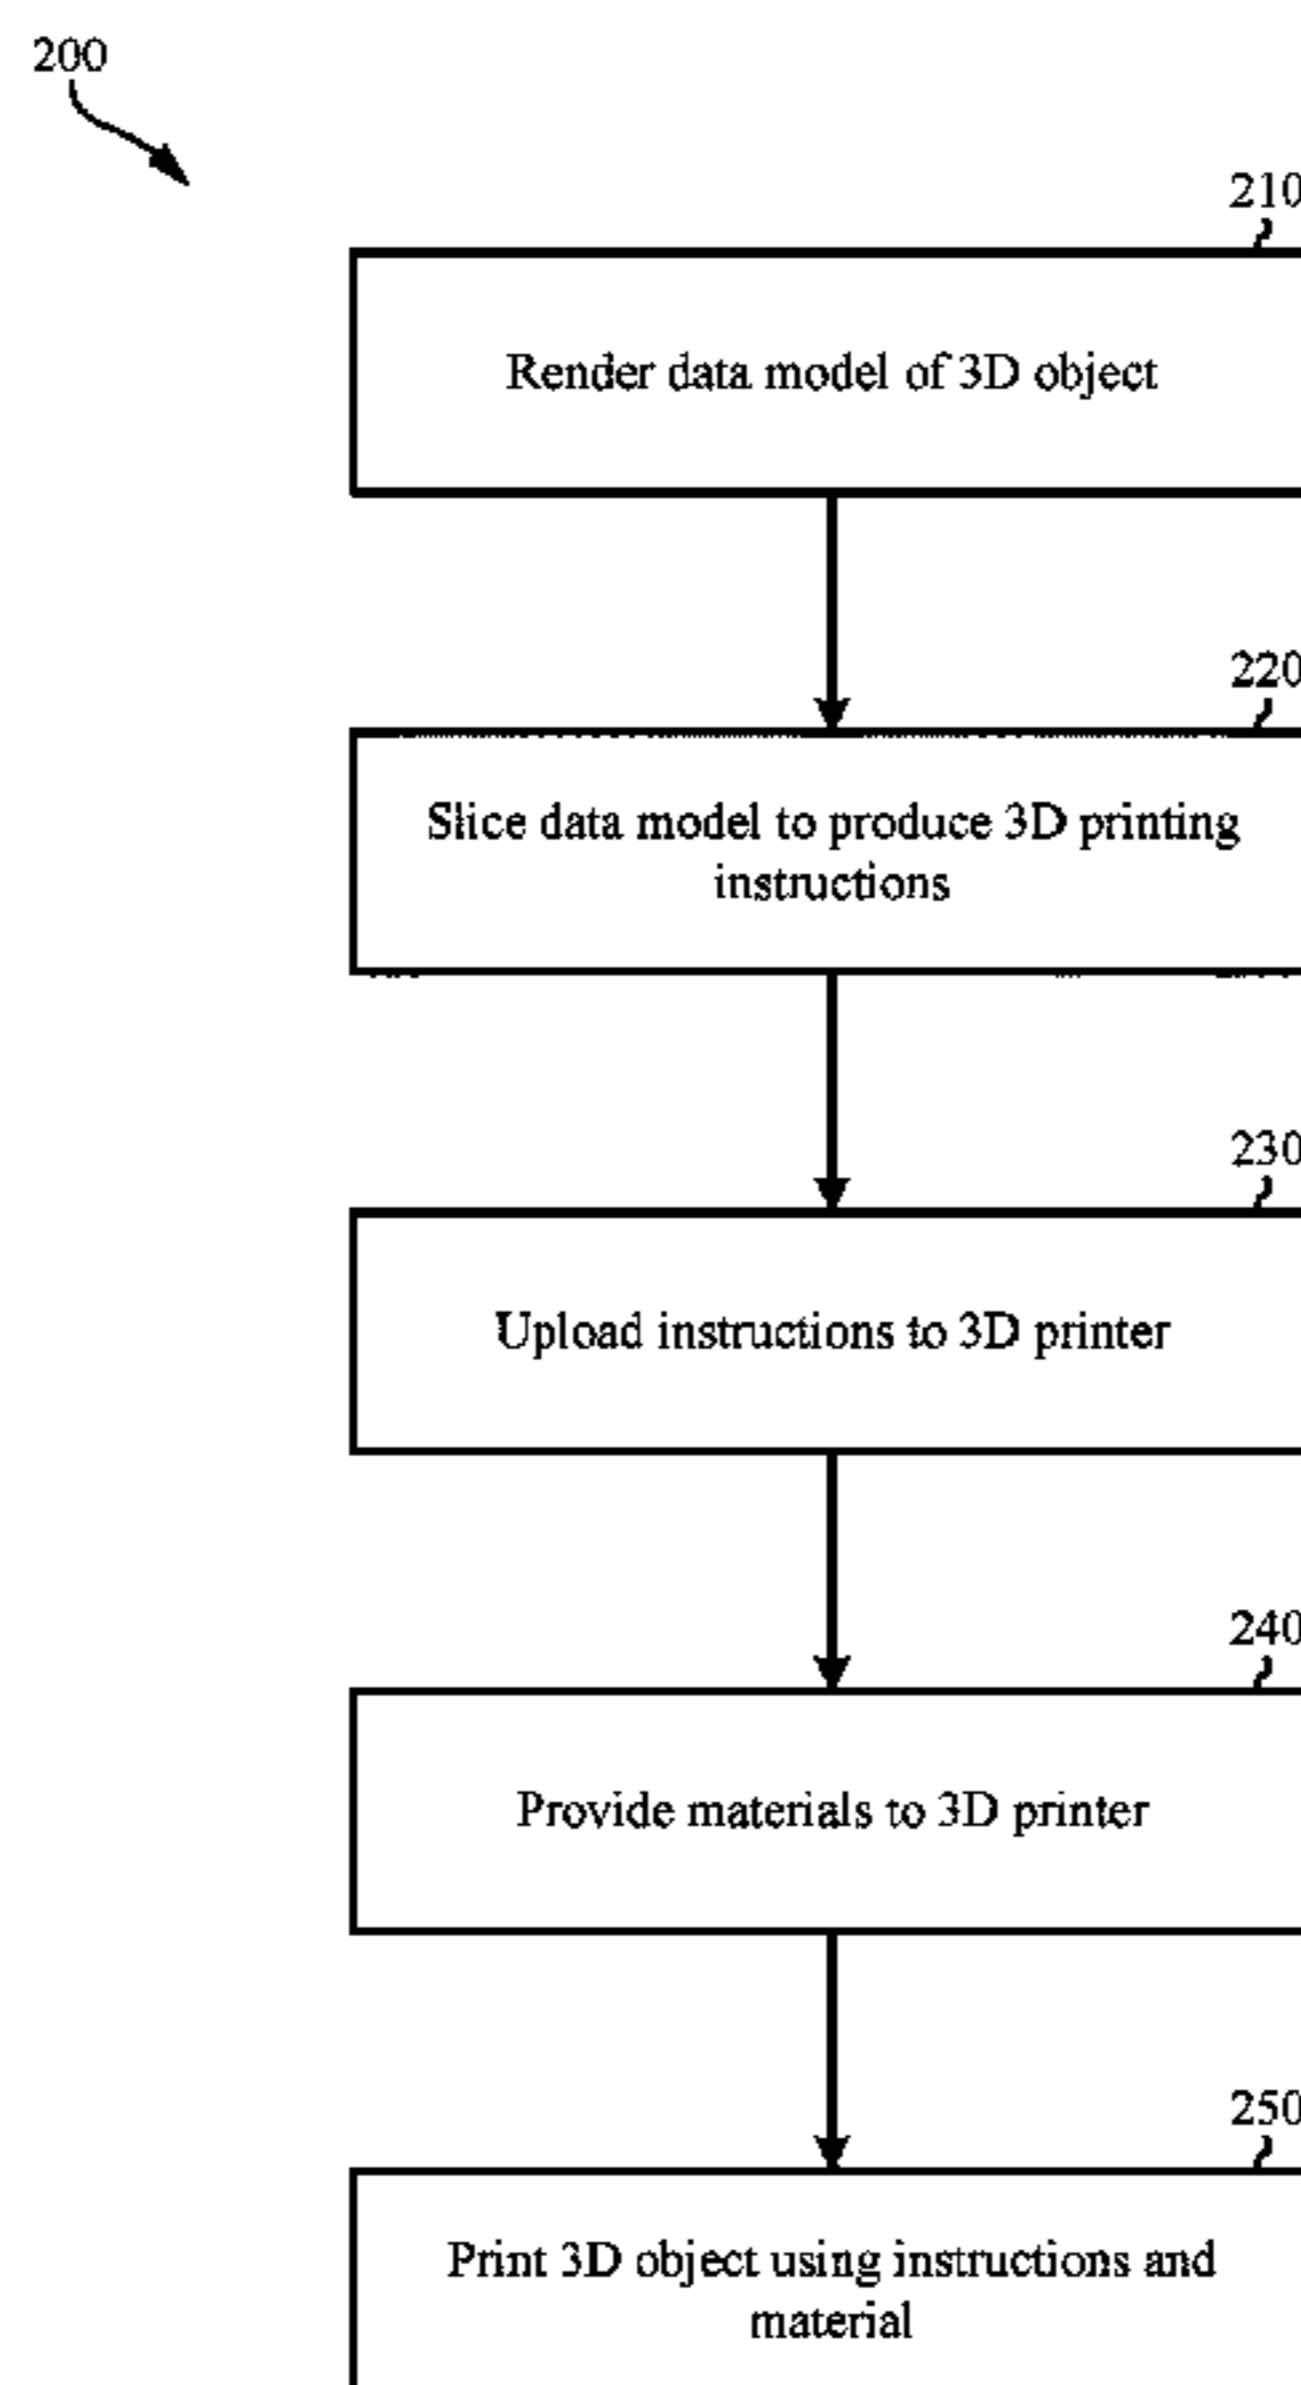 200
210
Render data model of 3D object
220
Slice data model to produce 3D printing
instructions
230
Upload instructions to 3D printer
240
Provide materials to 3D printer
250
Print 3D object using instructions and
material